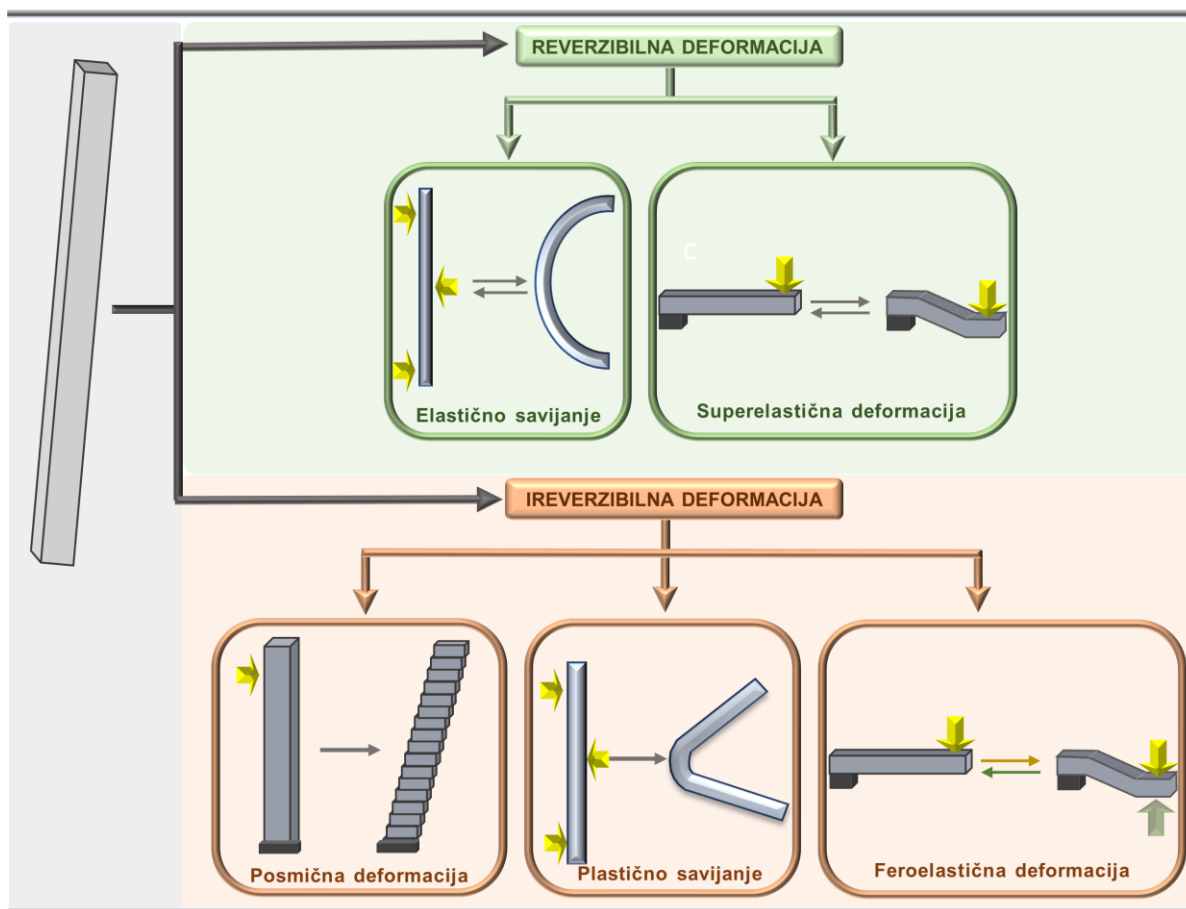 REVERZIBILNA DEFORMACIJA
C
Elastično savijanje
Superelastična deformacija
IREVERZIBILNA DEFORMACIJA
Posmična deformacija
Plastično savijanje
Feroelastična deformacija